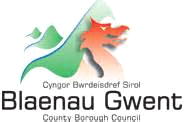 Cyngor Bwrdeisdref Sirol
Blaenau Gwent
County Borough Council